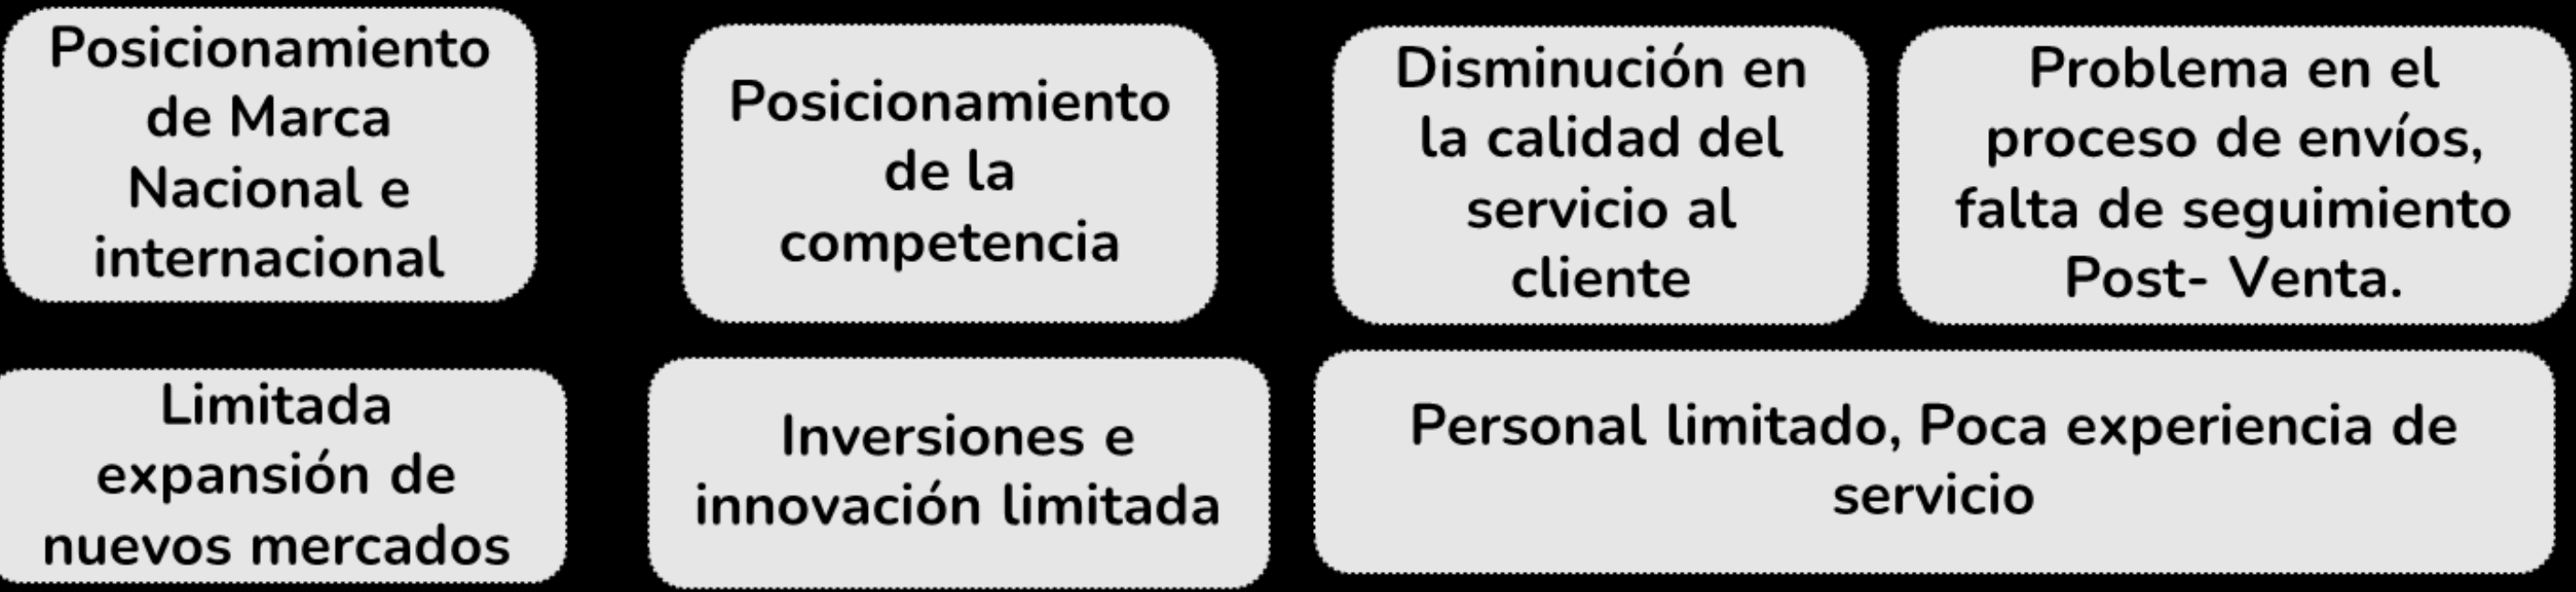 Posicionamiento
de Marca
Nacional e
internacional
Posicionamiento
de la
competencia
Disminución en
la calidad del
servicio al
cliente
Problema en el
proceso de envíos,
falta de seguimiento
Post- Venta.
Limitada
expansión de
nuevos mercados
Inversiones e
innovación limitada
Personal limitado, Poca experiencia de
servicio